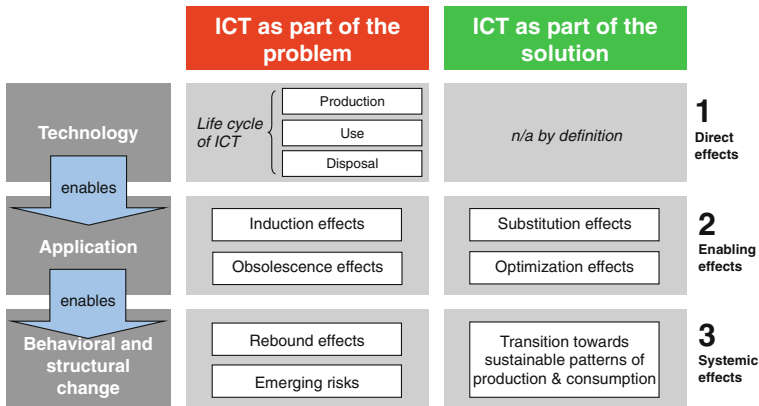 ICT as part of the
problem
ICT as part of the
solution
Technology
Life cycle
of ICT
Production
Use
Disposal
n/a by definition
1
Direct
effects
enables
Application
Induction effects
Obsolescence effects
Substitution effects
Optimization effects
2
Enabling
effects
enables
Behavioral and
structural
change
Rebound effects
Emerging risks
Transition towards
sustainable patterns of
production & consumption
3
Systemic
effects